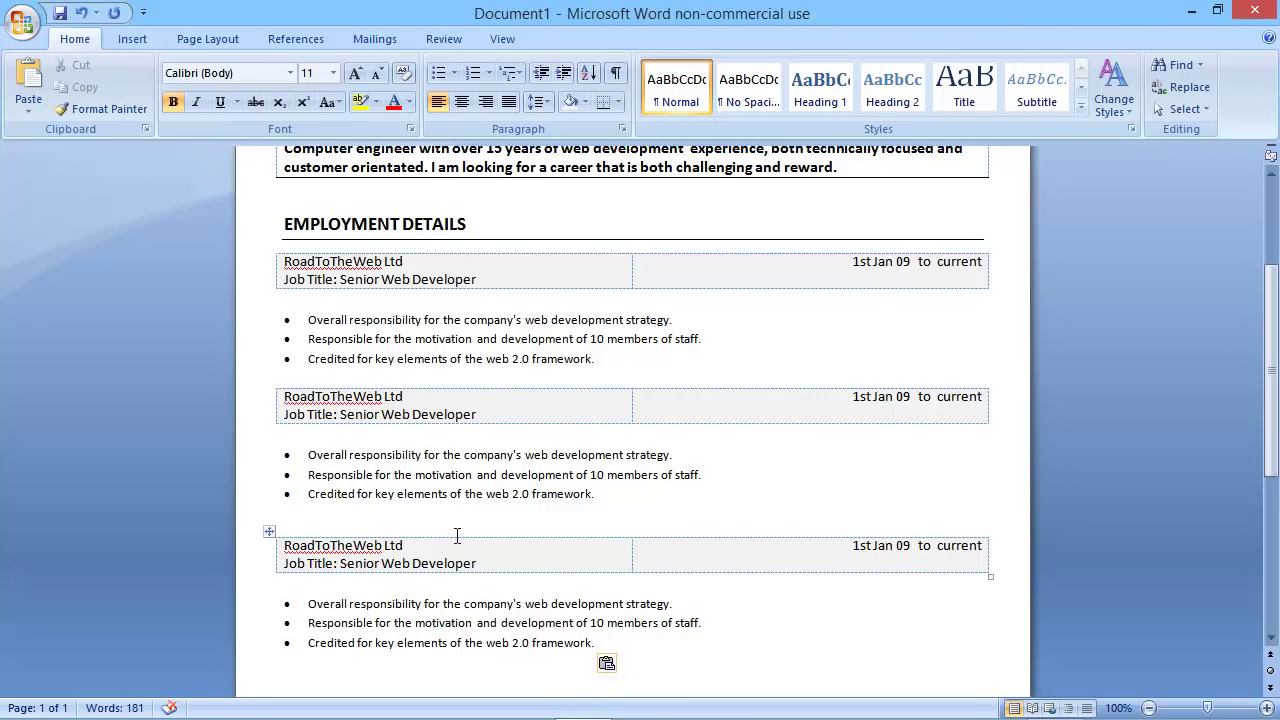 Document1 - Microsoft Word non-commercial use
Home Insert Page Layout References Mailings Review View
Paste
Cut
Copy
Format Painter
Clipboard
Calibri (Body) 11
B I U abc X₂ X² Aa A
Font
Paragraph
AaBbCcDc AaBbCcDc AaBbC AaBbCc AaB AaBbCc.
¶ Normal ¶ No Spaci... Heading 1 Heading 2 Title Subtitle
Change
Styles
Styles
Find
Replace
Select
Editing
Computer engineer with over 15 years of web development experience, both technically focused and
customer orientated. I am looking for a career that is both challenging and reward.
EMPLOYMENT DETAILS
RoadToTheWeb Ltd 1st Jan 09 to current
Job Title: Senior Web Developer
• Overall responsibility for the company's web development strategy.
• Responsible for the motivation and development of 10 members of staff.
• Credited for key elements of the web 2.0 framework.
RoadToTheWeb Ltd 1st Jan 09 to current
Job Title: Senior Web Developer
• Overall responsibility for the company's web development strategy.
• Responsible for the motivation and development of 10 members of staff.
• Credited for key elements of the web 2.0 framework.
RoadToTheWeb Ltd 1st Jan 09 to current
Job Title: Senior Web Developer
• Overall responsibility for the company's web development strategy.
• Responsible for the motivation and development of 10 members of staff.
• Credited for key elements of the web 2.0 framework.
Page: 1 of 1 Words: 181 100%